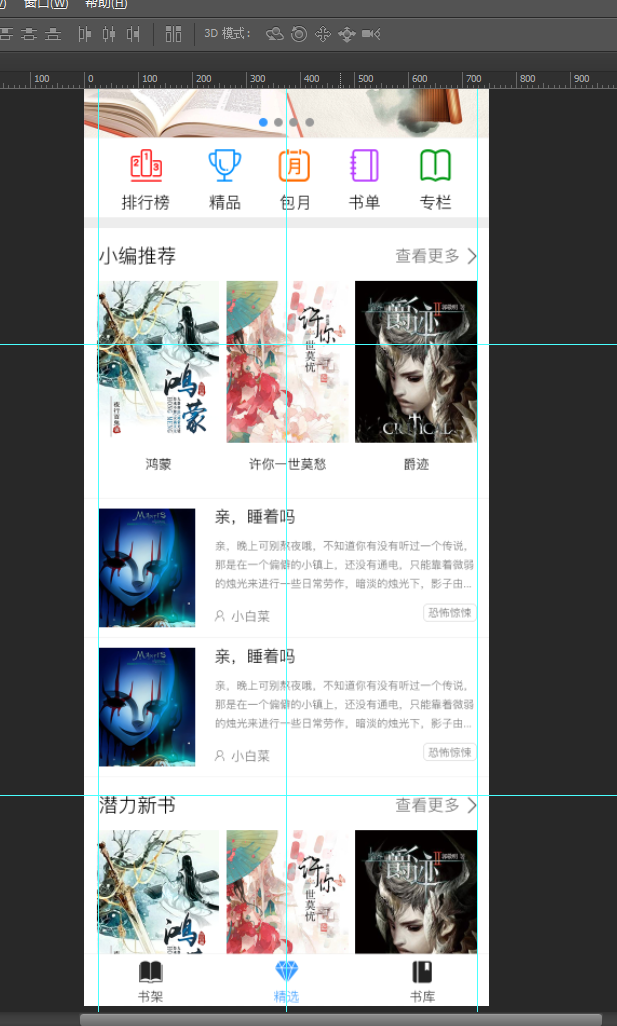 窗口(W) 帮助(H)
3D 模式：
100 0 100 200 300 400 500 600 700 800 900
1 2 3
月
排行榜 精品 包月 书单 专栏
小编推荐 查看更多
鸿蒙
许你一世莫忧
爵迹 II
CRITICAL
鸿蒙 许你一世莫愁 爵迹
亲，睡着吗
亲，晚上可别熬夜哦，不知道你有没有听过一个传说，
那是在一个偏僻的小镇上，还没有通电，只能靠着微弱
的烛光来进行一些日常劳作，暗淡的烛光下，影子由...
小白菜 恐怖惊悚
亲，睡着吗
亲，晚上可别熬夜哦，不知道你有没有听过一个传说，
那是在一个偏僻的小镇上，还没有通电，只能靠着微弱
的烛光来进行一些日常劳作，暗淡的烛光下，影子由...
小白菜 恐怖惊悚
潜力新书 查看更多
鸿
许你一世莫忧
爵迹 II
书架 精选 书库